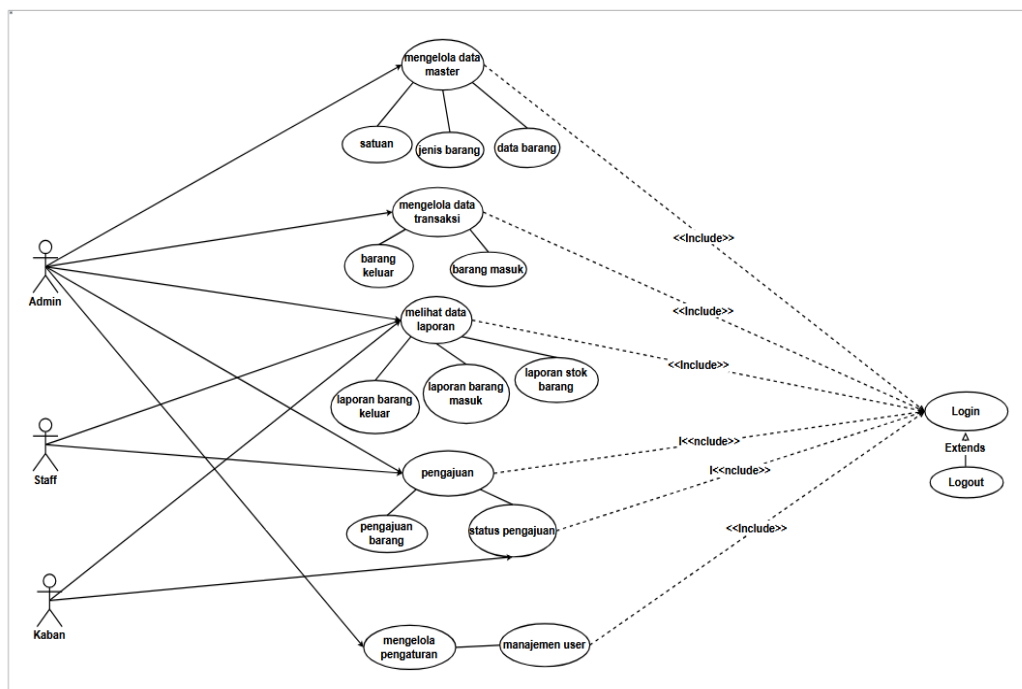 mengelola data
master
satuan
jenis barang
data barang
mengelola data
transaksi
<<Include>>
barang
keluar
barang masuk
Admin
melihat data
laporan
<<Include>>
<<Include>>
laporan barang
keluar
laporan barang
masuk
laporan stok
barang
Login
Extends
Logout
Staff
pengajuan
I<<nclude>>
I<<nclude>>
pengajuan
barang
status pengajuan
<<Include>>
Kaban
mengelola
pengaturan
manajemen user